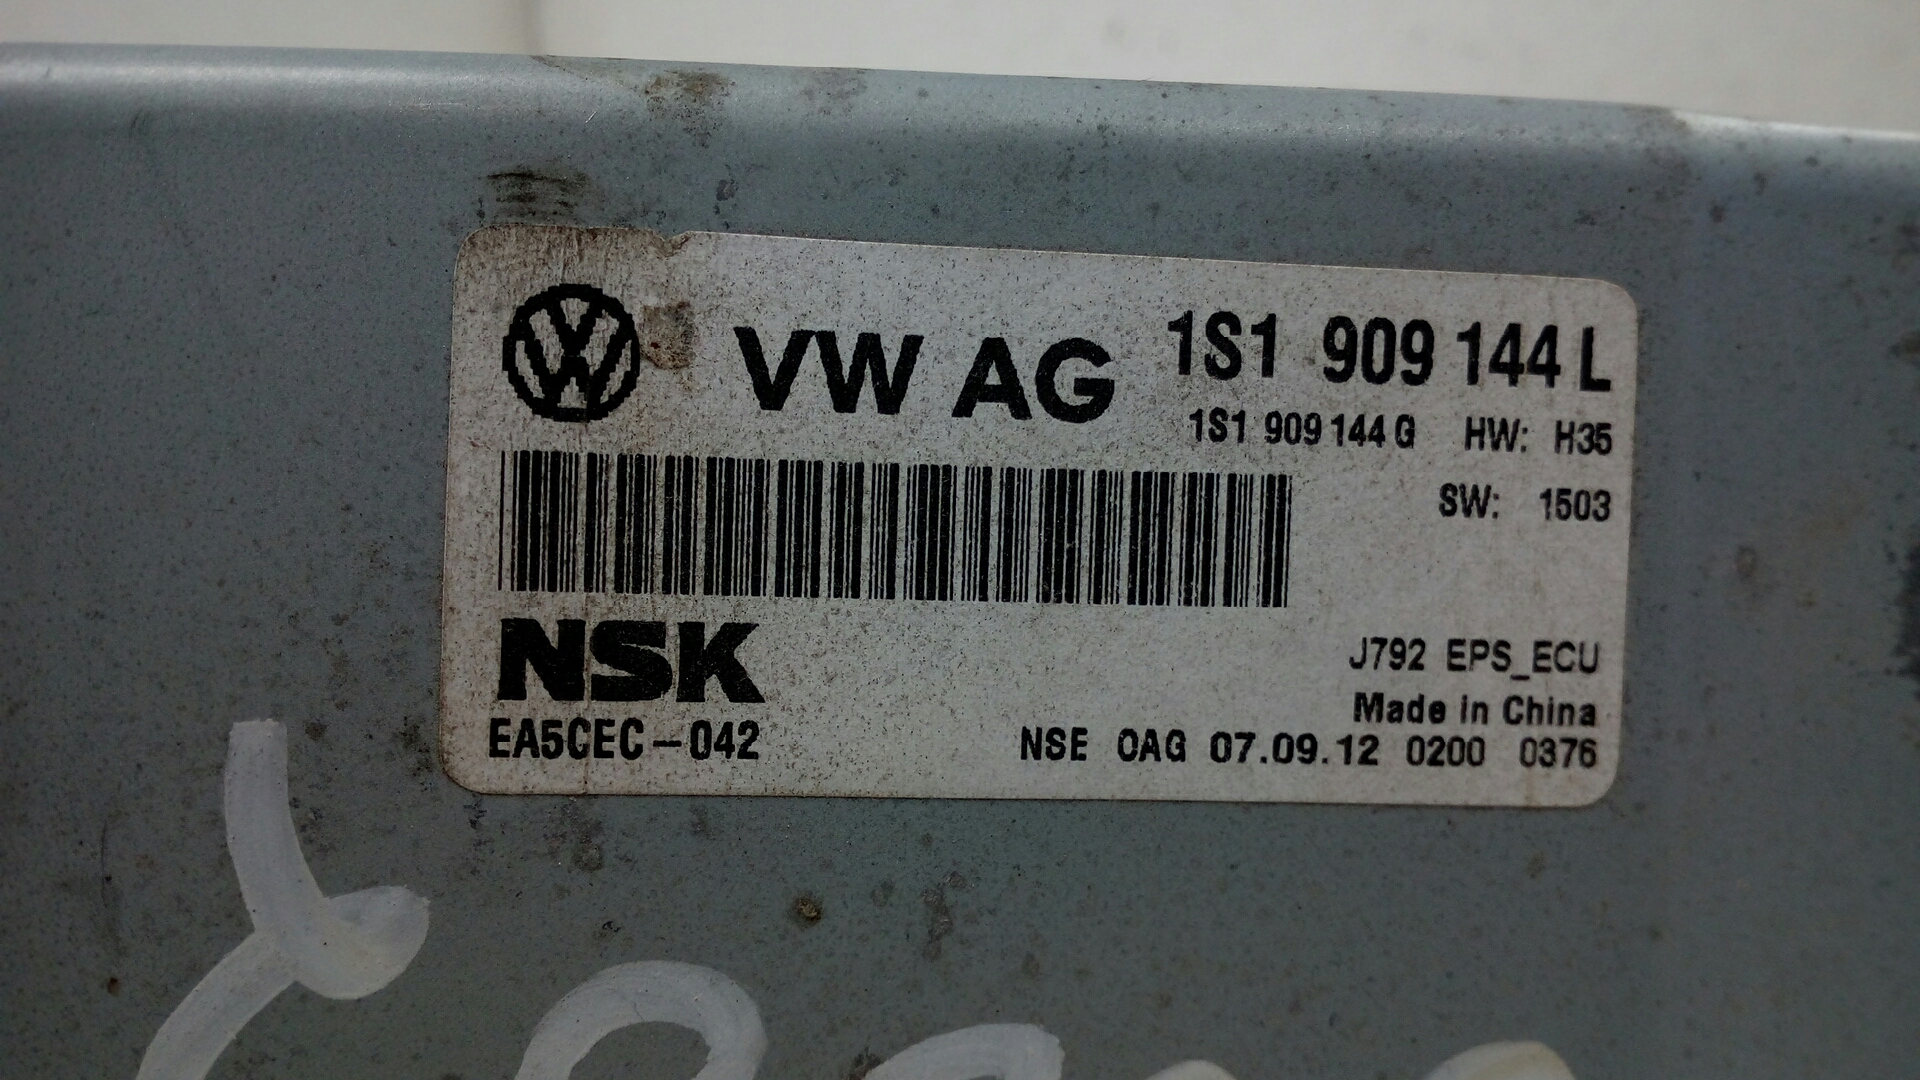 VW AG 1S1 909 144 L
1S1 909 144 G HW: H35
SW: 1503
NSK
J792 EPS_ECU
Made in China
EA5CEC-042 NSE OAG 07.09.12 0200 0376